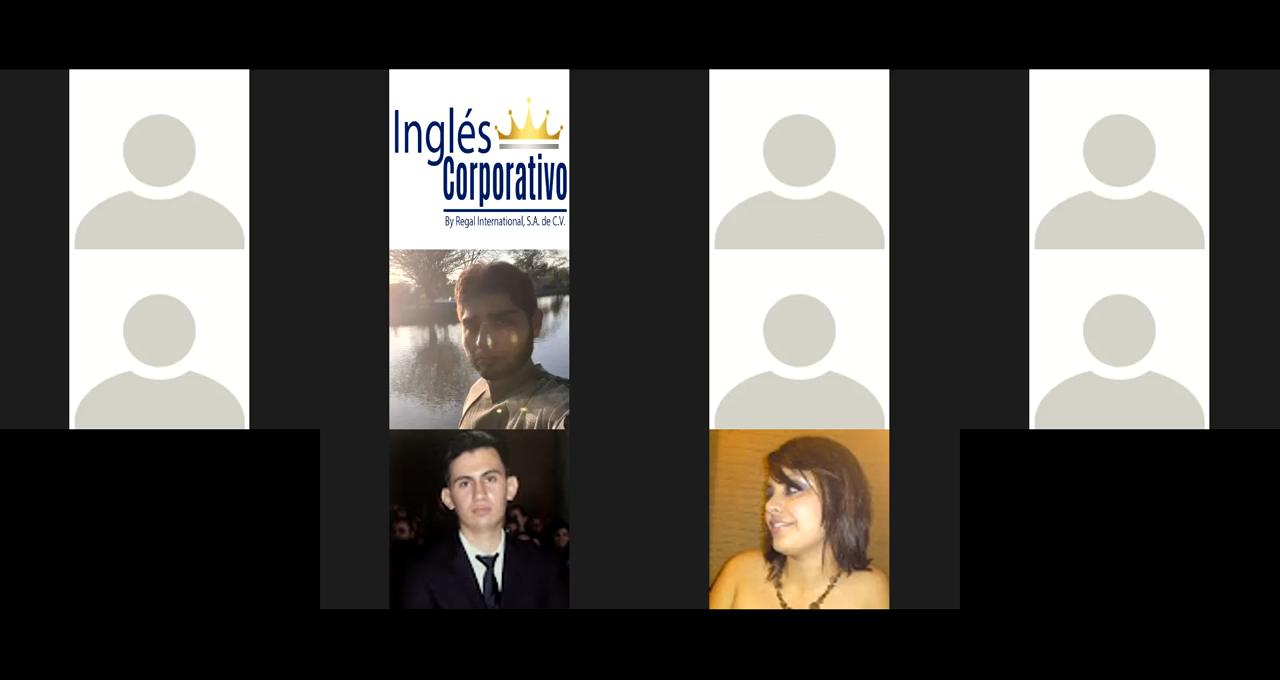 Inglés
Corporativo
By Regal International, S.A. de C.V.